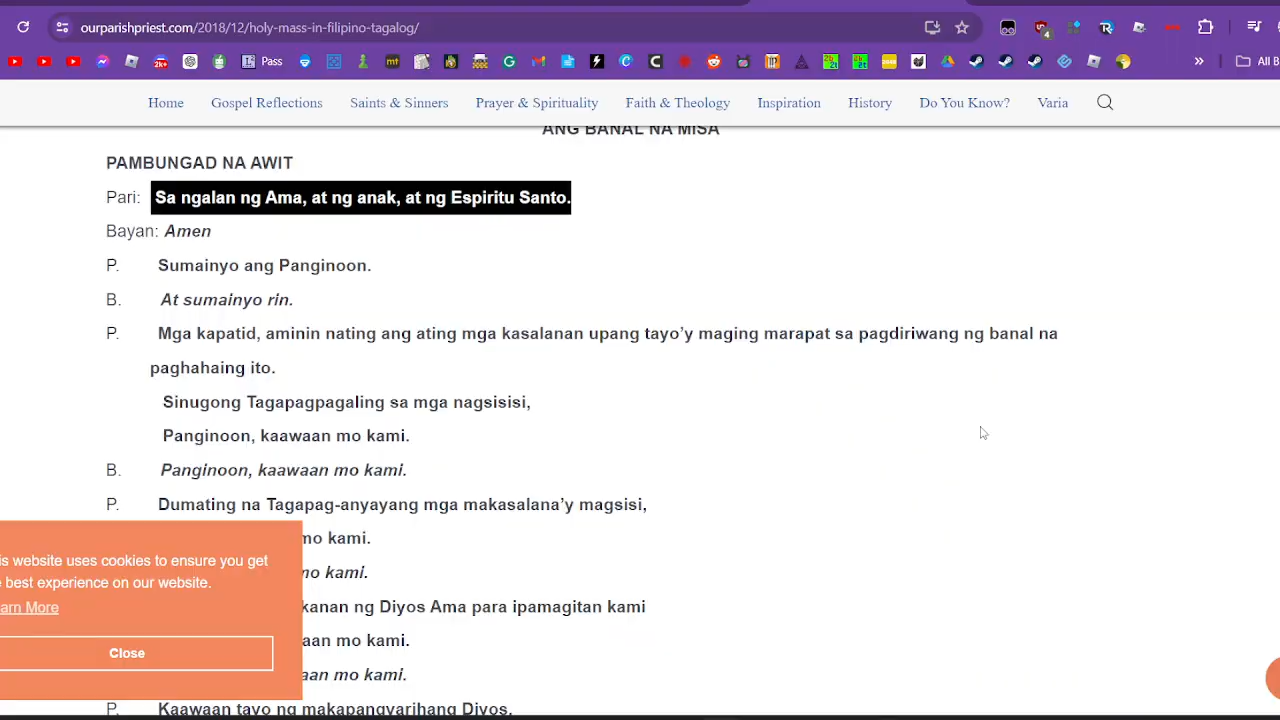 ourparishpriest.com/2018/12/holy-mass-in-filipino-tagalog/
2K+ Pass mt 4 All B
Home Gospel Reflections Saints & Sinners Prayer & Spirituality Faith & Theology Inspiration History Do You Know? Varia
ANG BANAL NA MISA
PAMBUNGAD NA AWIT
Pari: Sa ngalan ng Ama, at ng anak, at ng Espiritu Santo.
Bayan: Amen
P. Sumainyo ang Panginoon.
B. At sumainyo rin.
P. Mga kapatid, aminin nating ang ating mga kasalanan upang tayo’y maging marapat sa pagdiriwang ng banal na
paghahaing ito.
Sinugong Tagapagpagaling sa mga nagsisisi,
Panginoon, kaawaan mo kami.
B. Panginoon, kaawaan mo kami.
P. Dumating na Tagapag-anyayang mga makasalana’y magsisi,
mo kami.
mo kami.
kanan ng Diyos Ama para ipamagitan kami
aan mo kami.
aan mo kami.
P. Kaawaan tayo ng makapangyarihang Diyos,
is website uses cookies to ensure you get
e best experience on our website.
arn More
Close